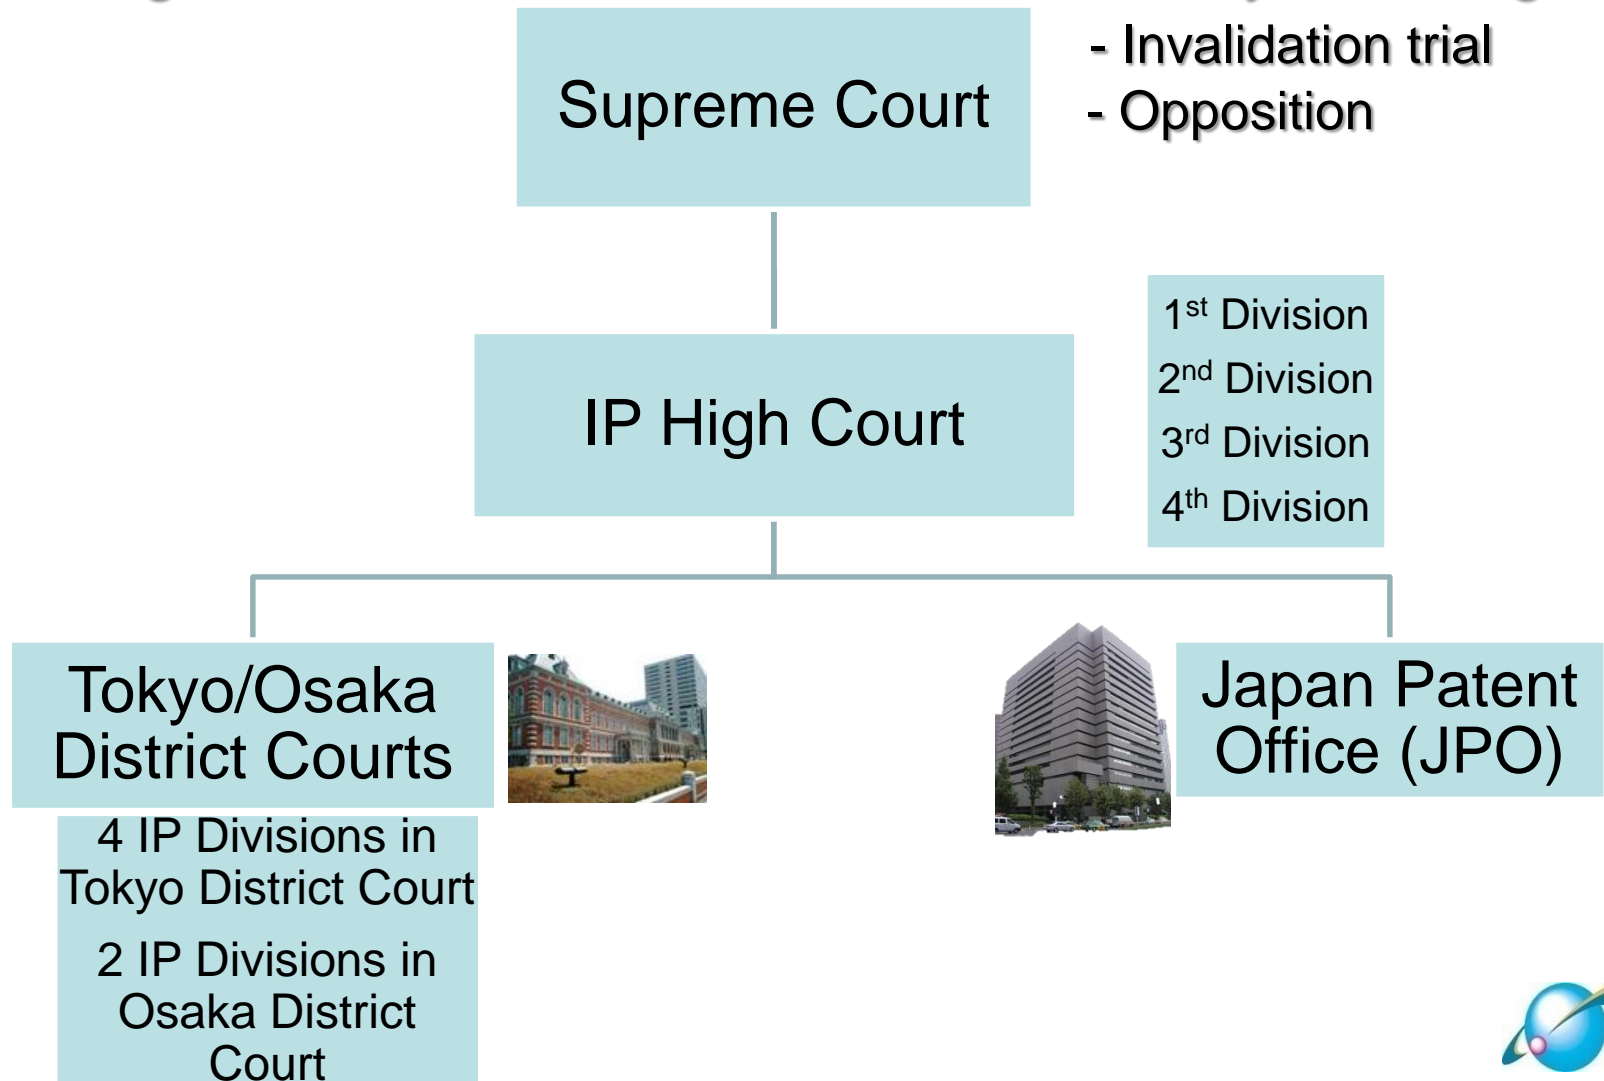 Supreme Court
- Invalidation trial
- Opposition
IP High Court
1st Division
2nd Division
3rd Division
4th Division
Tokyo/Osaka
District Courts
Japan Patent
Office (JPO)
4 IP Divisions in
Tokyo District Court
2 IP Divisions in
Osaka District
Court